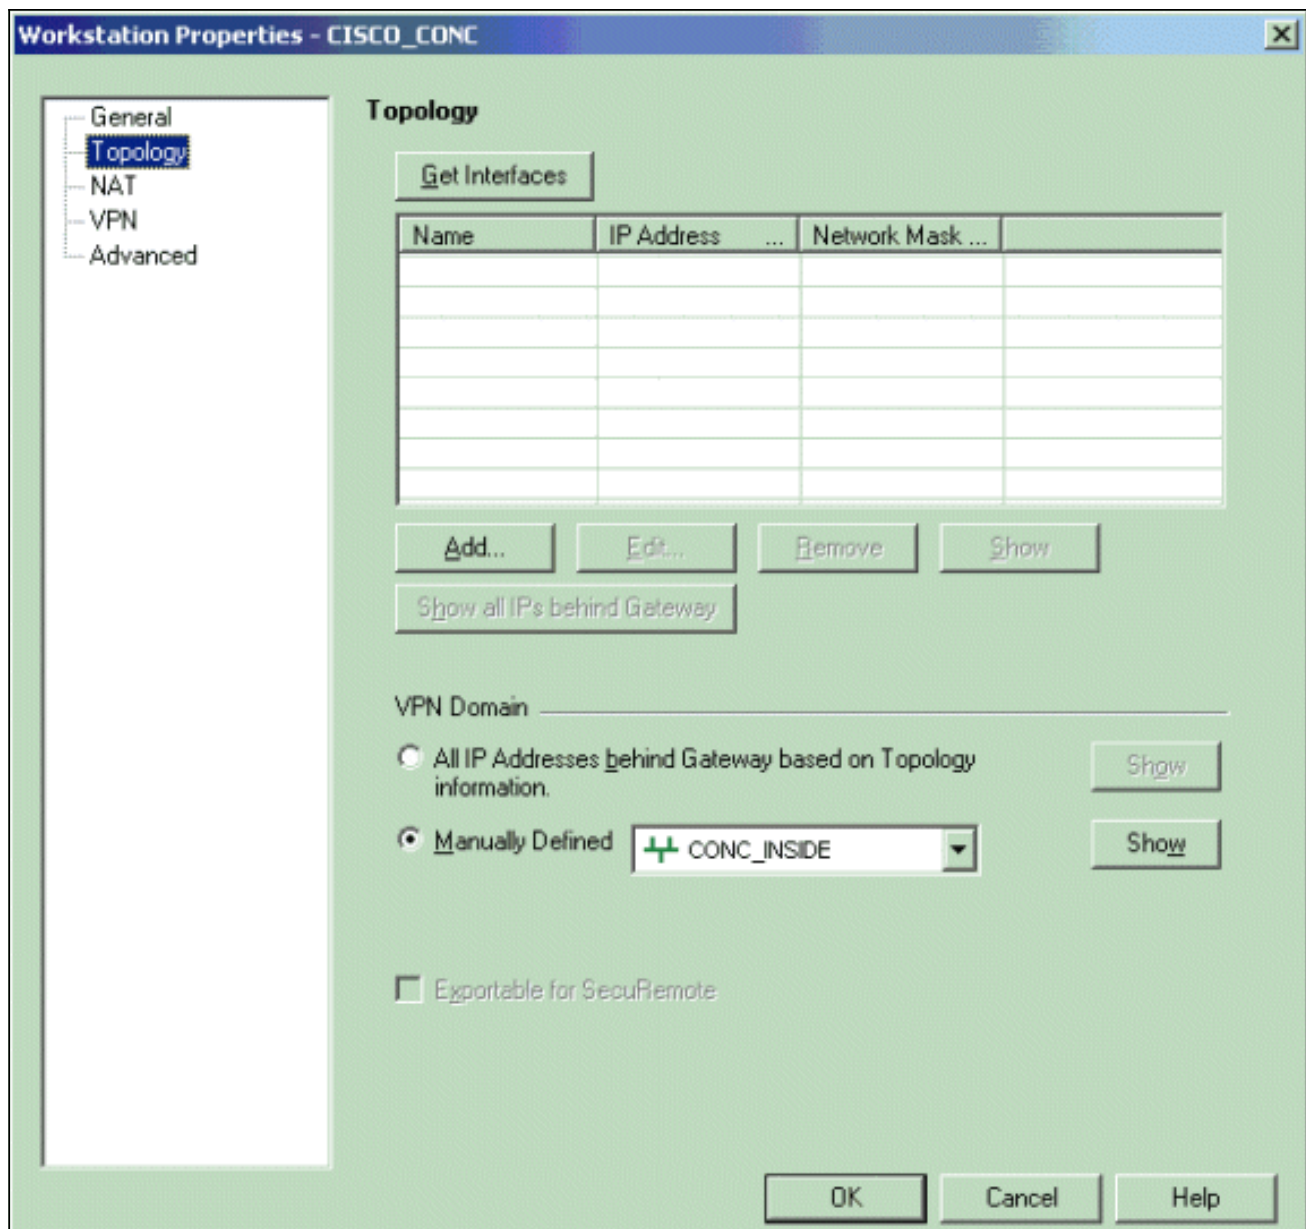 Workstation Properties - CISCO_CONC
General
Topology
NAT
VPN
Advanced
Topology
Get Interfaces
Name IP Address ... Network Mask ...
Add... Edit... Remove Show
Show all IPs behind Gateway
VPN Domain
All IP Addresses behind Gateway based on Topology
information.
Show
Manually Defined CONC_INSIDE Show
Exportable for SecuRemote
OK Cancel Help